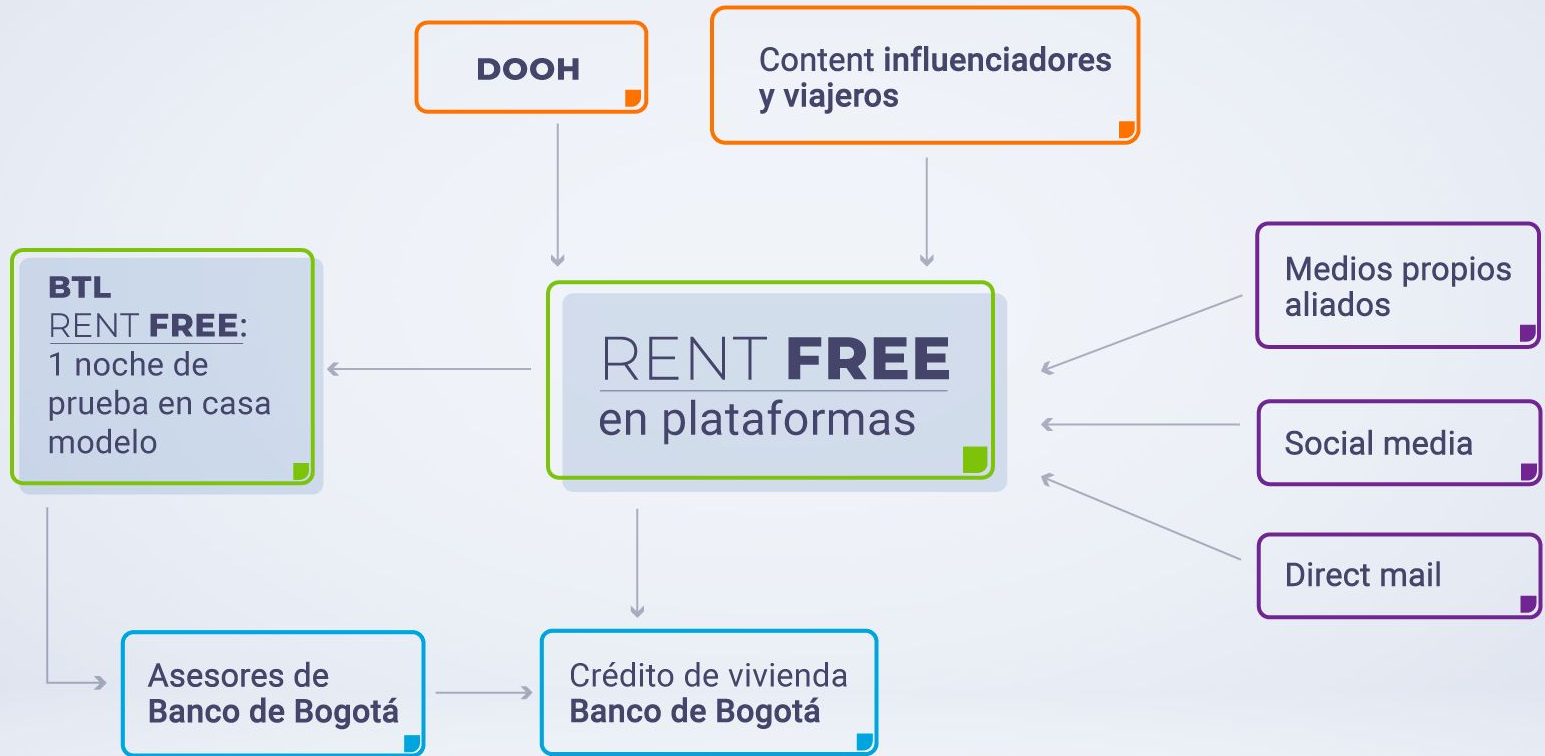 DOOH
Content influenciadores
y viajeros
BTL
RENT FREE:
1 noche de
prueba en casa
modelo
RENT FREE
en plataformas
Medios propios
aliados
Social media
Direct mail
Asesores de
Banco de Bogotá
Crédito de vivienda
Banco de Bogotá